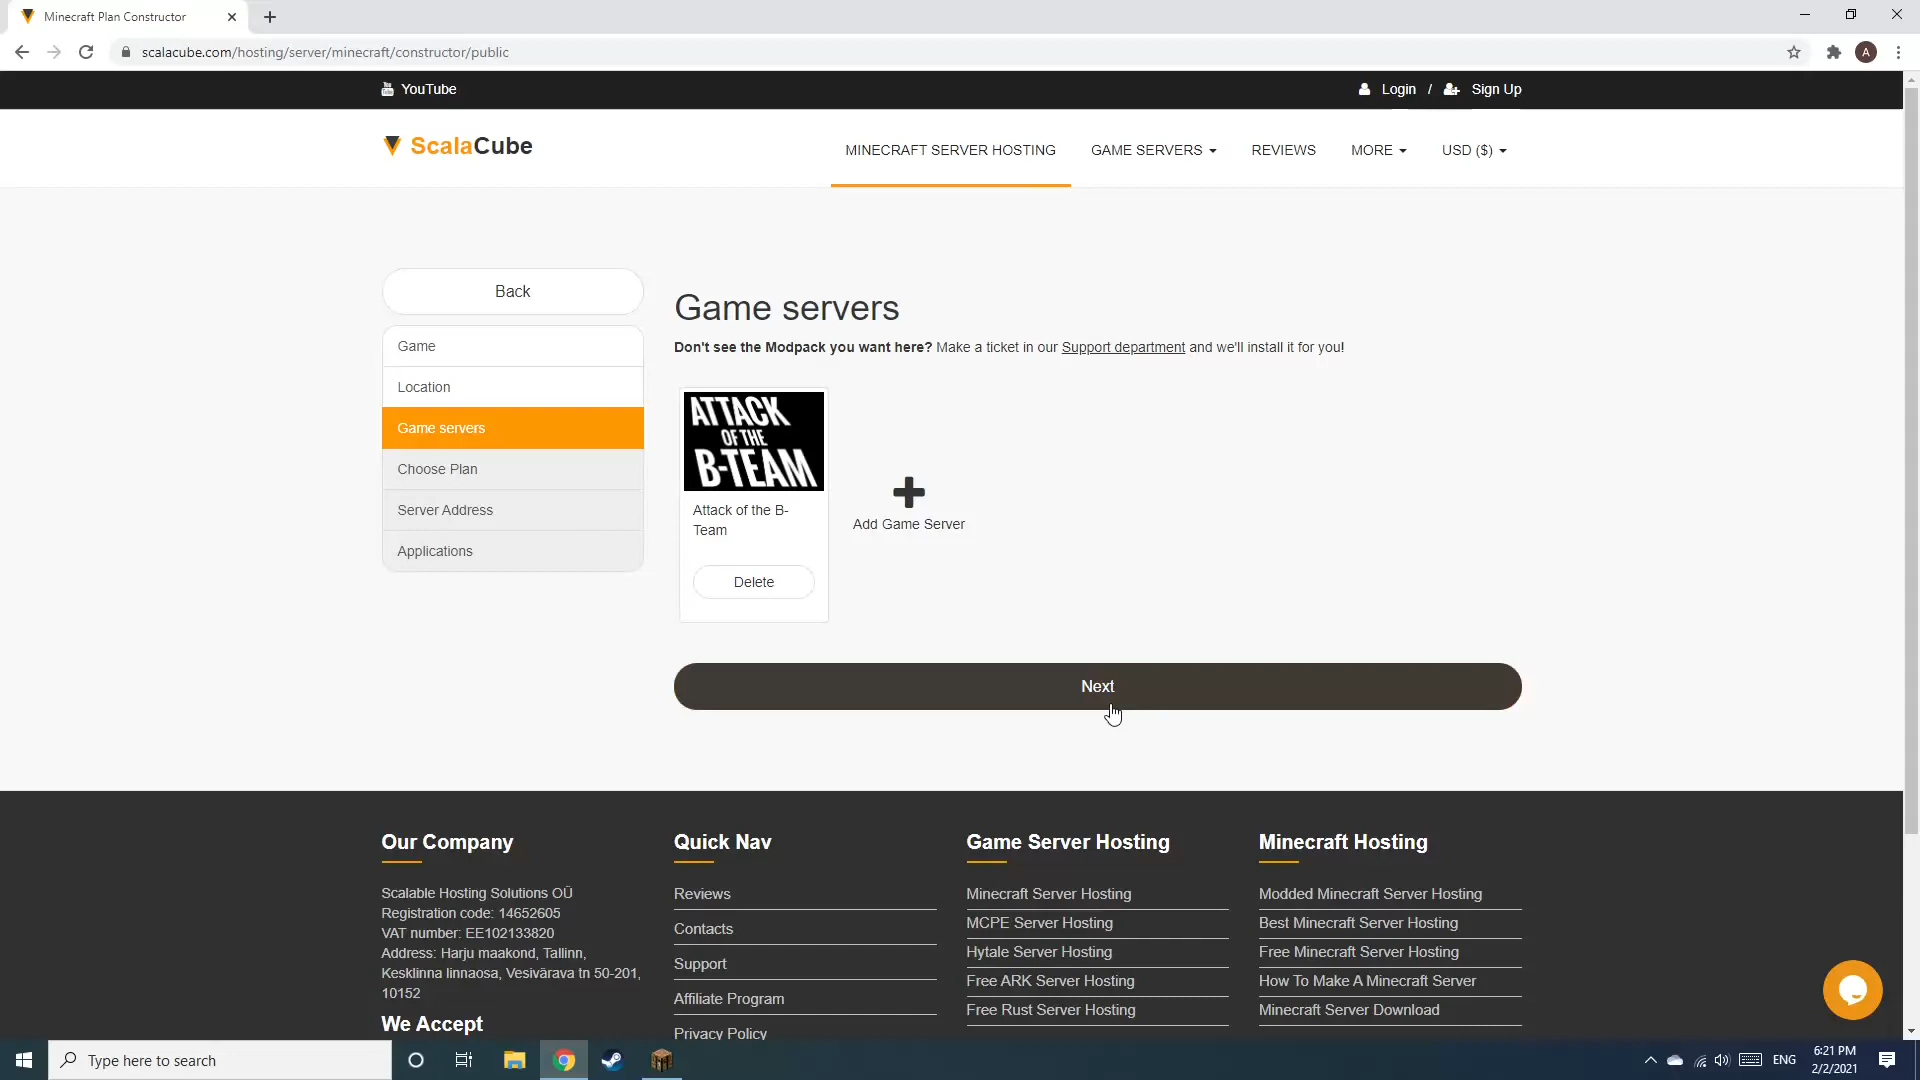 Minecraft Plan Constructor
scalacube.com/hosting/server/minecraft/constructor/public
A
YouTube
Login / Sign Up
ScalaCube
MINECRAFT SERVER HOSTING
GAME SERVERS
REVIEWS
MORE
USD ($)
Back
Game
Location
Game servers
Choose Plan
Server Address
Applications
Game servers
Don't see the Modpack you want here? Make a ticket in our Support department and we'll install it for you!
ATTACK
OF THE
B-TEAM
Attack of the B-
Team
Delete
Add Game Server
Next
Our Company
Scalable Hosting Solutions OÜ
Registration code: 14652605
VAT number: EE102133820
Address: Harju maakond, Tallinn,
Kesklinna linnaosa, Vesivärava tn 50-201,
10152
We Accept
Quick Nav
Reviews
Contacts
Support
Affiliate Program
Privacy Policy
Game Server Hosting
Minecraft Server Hosting
MCPE Server Hosting
Hytale Server Hosting
Free ARK Server Hosting
Free Rust Server Hosting
Minecraft Hosting
Modded Minecraft Server Hosting
Best Minecraft Server Hosting
Free Minecraft Server Hosting
How To Make A Minecraft Server
Minecraft Server Download
Type here to search
ENG
6:21 PM
2/2/2021